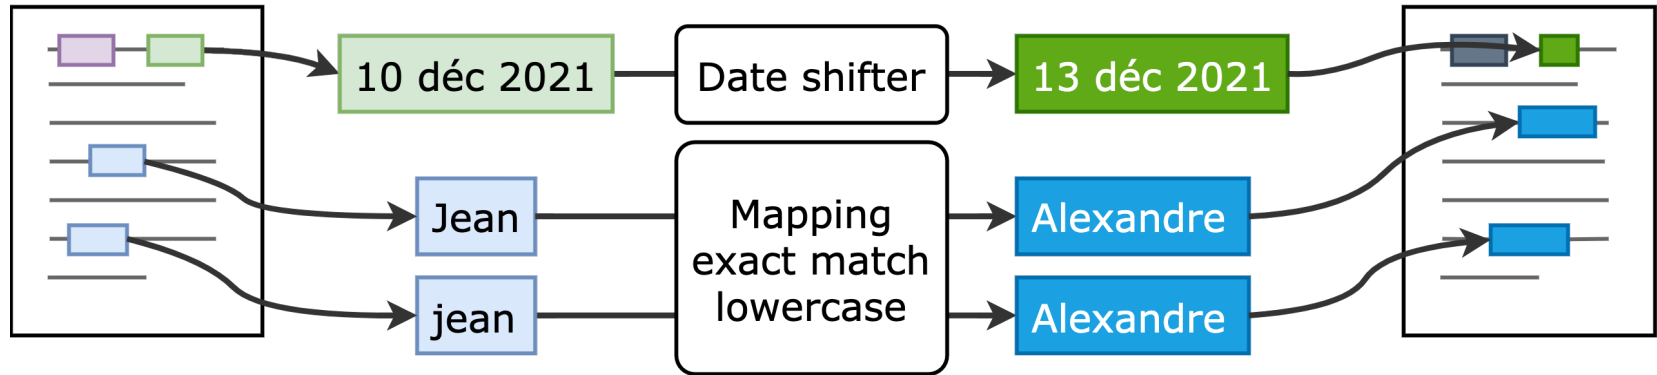 10 déc 2021
Date shifter
13 déc 2021
Jean
Mapping
exact match
lowercase
Alexandre
jean
Alexandre